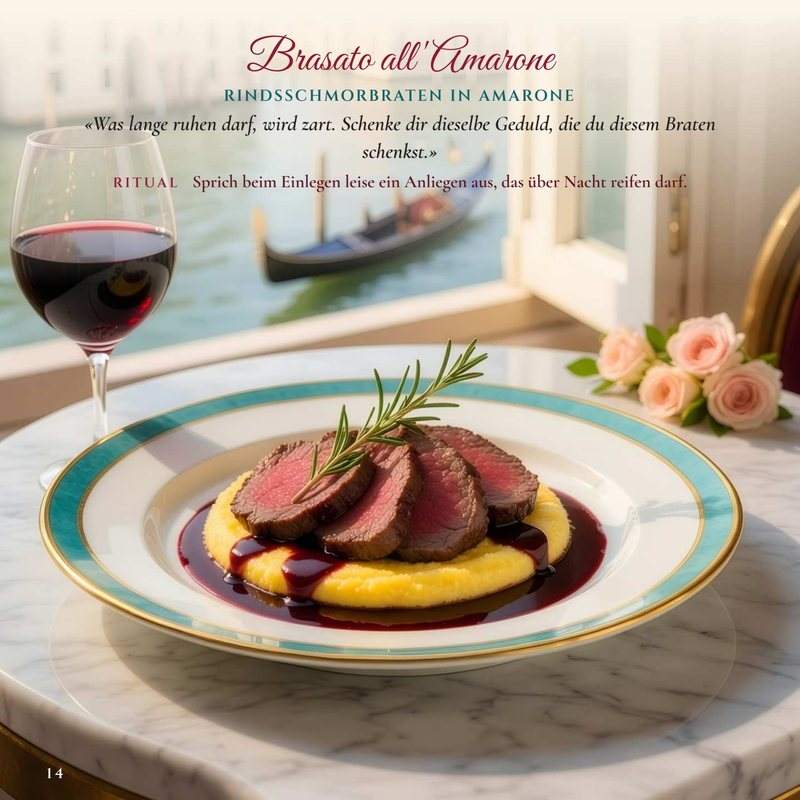 Brasato all'Amarone
RINDSSCHMORBRATEN IN AMARONE
«Was lange ruhen darf, wird zart. Schenke dir dieselbe Geduld, die du diesem Braten
schenkst.»
RITUAL Sprich beim Einlegen leise ein Anliegen aus, das über Nacht reifen darf.
14